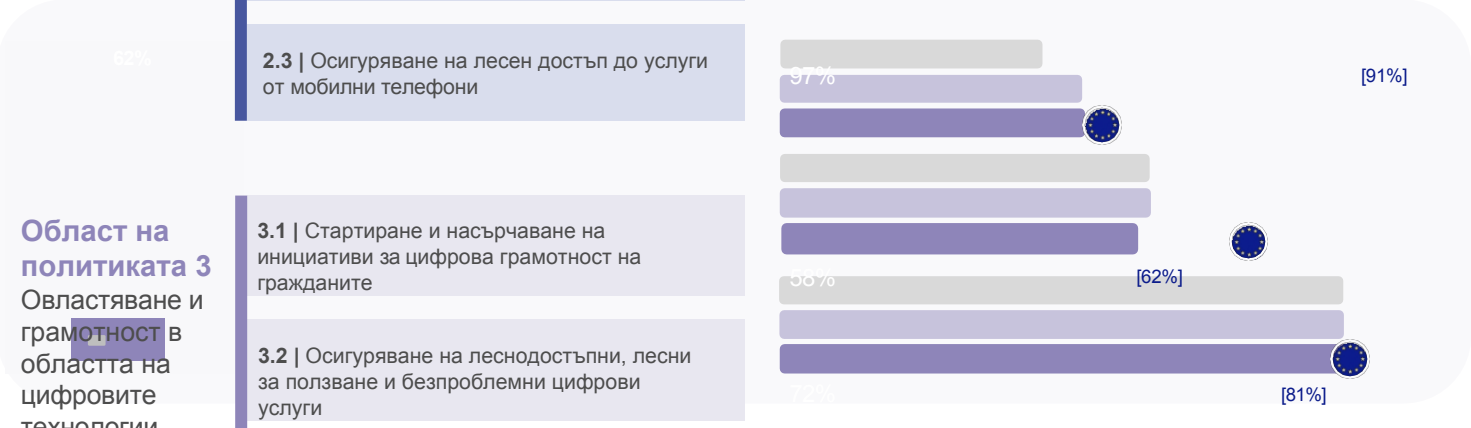 62%
2.3 | Осигуряване на лесен достъп до услуги
от мобилни телефони
97%
[91%]
Област на
политиката 3
Овластяване и
грамотност в
областта на
цифровите
технологии
3.1 | Стартиране и насърчаване на
инициативи за цифрова грамотност на
гражданите
58%
[62%]
3.2 | Осигуряване на леснодостъпни, лесни
за ползване и безпроблемни цифрови
услуги
72%
[81%]